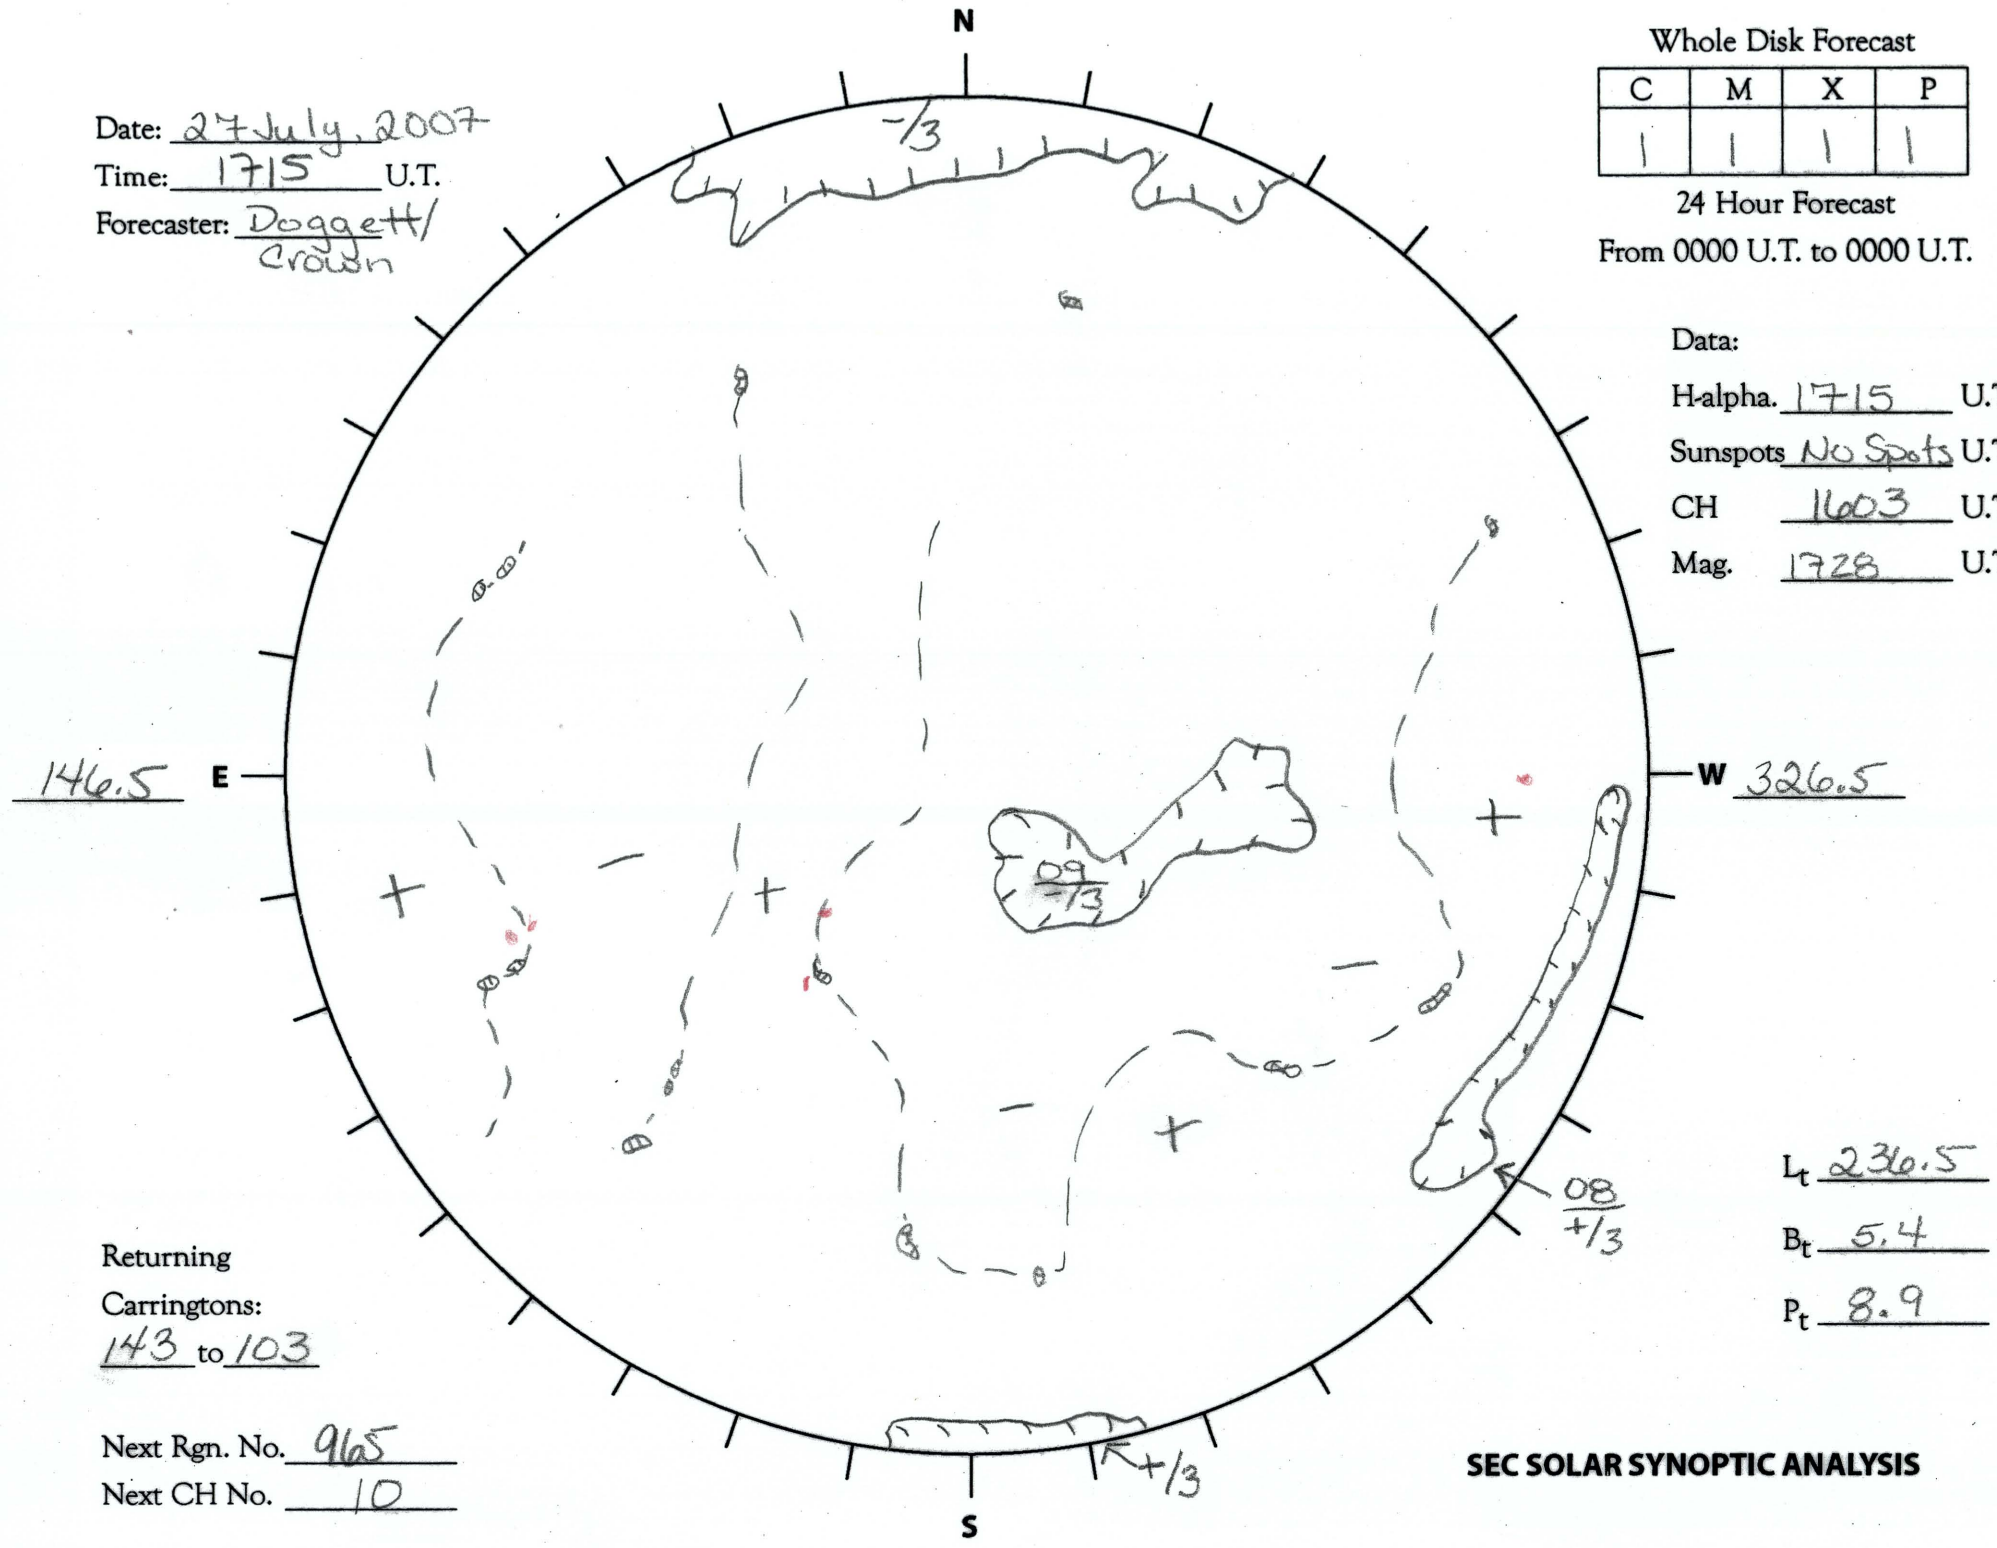 N
Whole Disk Forecast
C M X P
1 1 1 1
24 Hour Forecast
From 0000 U.T. to 0000 U.T.
Date: 27 July, 2007
Time: 1715 U.T.
Forecaster: Doggett/
Crown
-/3
Data:
H-alpha. 1715 U.T
Sunspots No Spots U.T
CH 1603 U.T
Mag. 1728 U.T
146.5 E
W 326.5
+ − + 09 +
-/3
−
− +
08
+/3
Lt 236.5
Bt 5.4
Pt 8.9
Returning
Carringtons:
143 to 103
Next Rgn. No. 965
Next CH No. 10
+/3
SEC SOLAR SYNOPTIC ANALYSIS
S